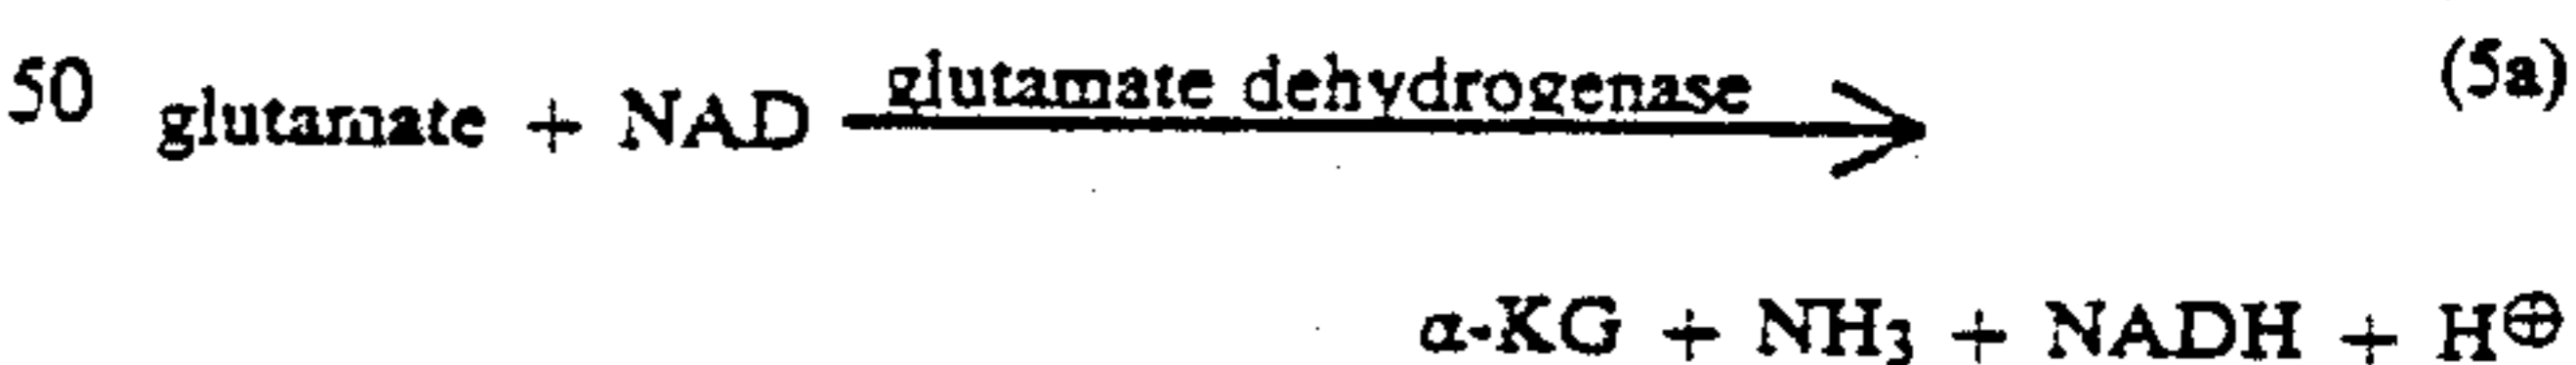 50 glutamate + NAD glutamate dehydrogenase → (5a)
α-KG + NH₃ + NADH + H⊕